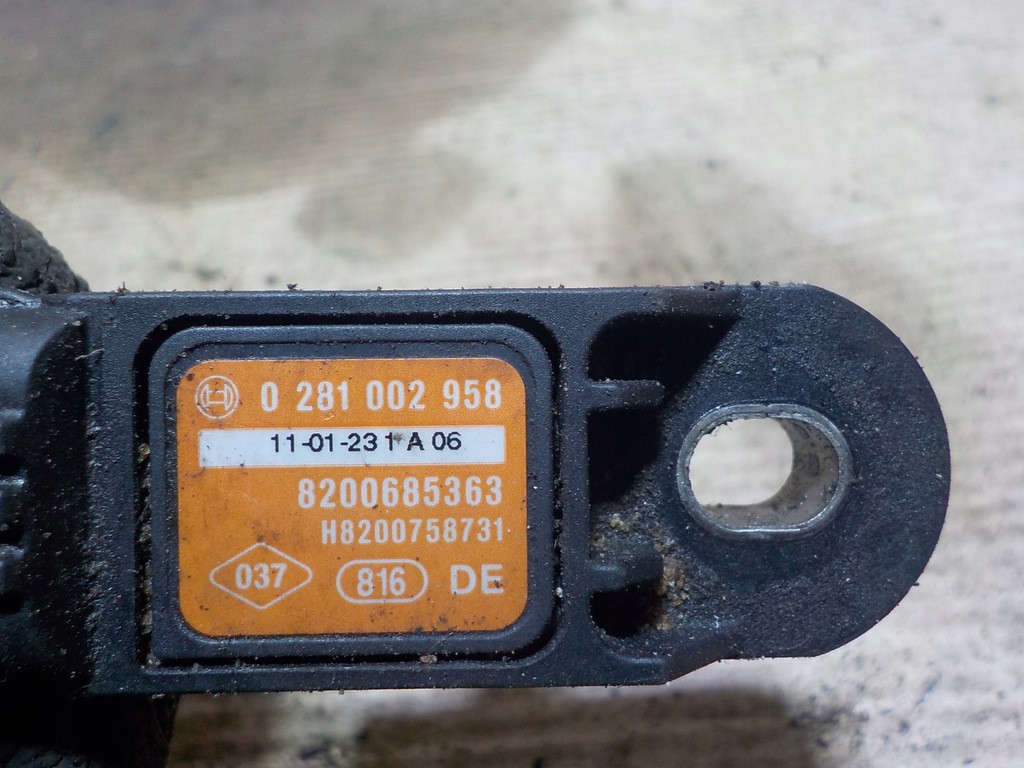 0 281 002 958
11-01-23 1 A 06
8200685363
H8200758731
037 816 DE